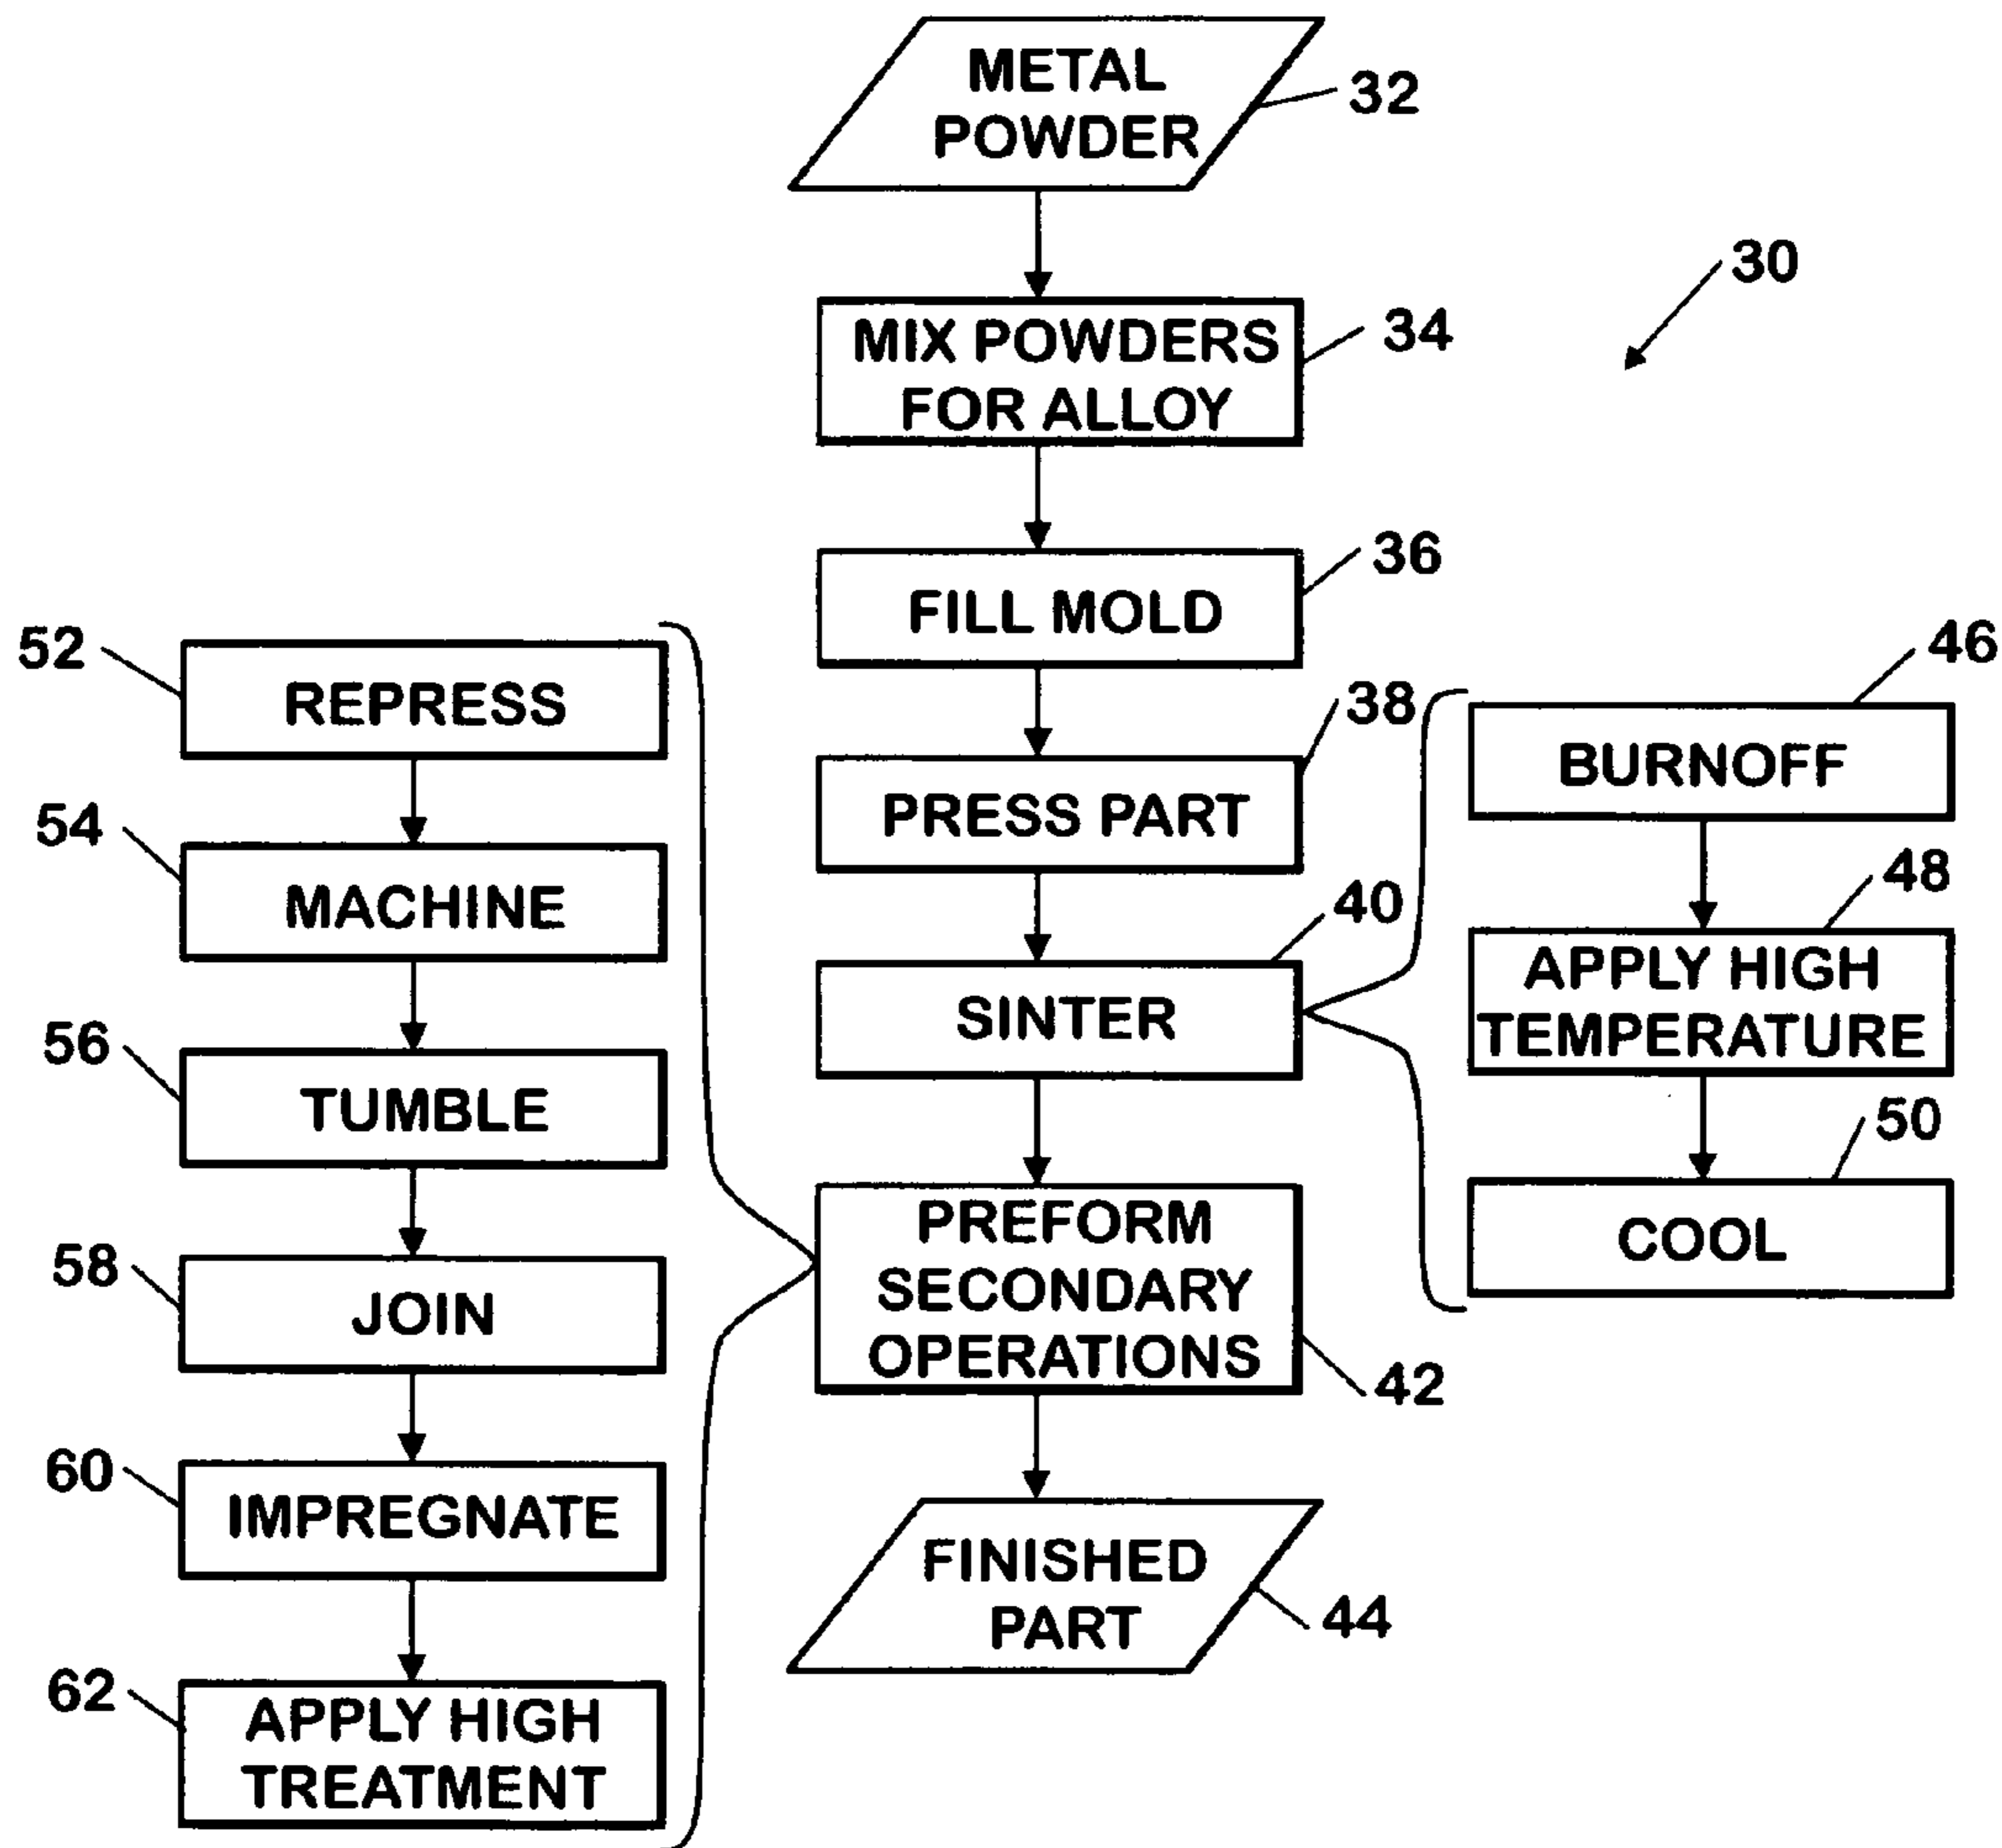 METAL
POWDER
32
30
MIX POWDERS
FOR ALLOY
34
FILL MOLD
36
PRESS PART
38
SINTER
40
PREFORM
SECONDARY
OPERATIONS
42
FINISHED
PART
44
46
BURNOFF
48
APPLY HIGH
TEMPERATURE
50
COOL
52
REPRESS
54
MACHINE
56
TUMBLE
58
JOIN
60
IMPREGNATE
62
APPLY HIGH
TREATMENT